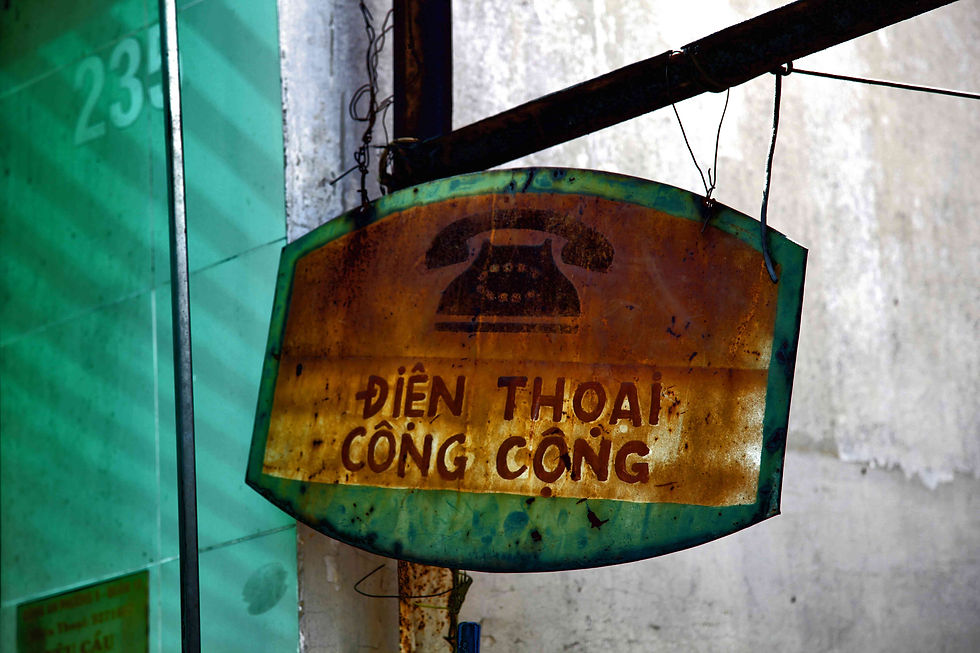 235
ĐIỆN THOẠI
CÔNG CỘNG